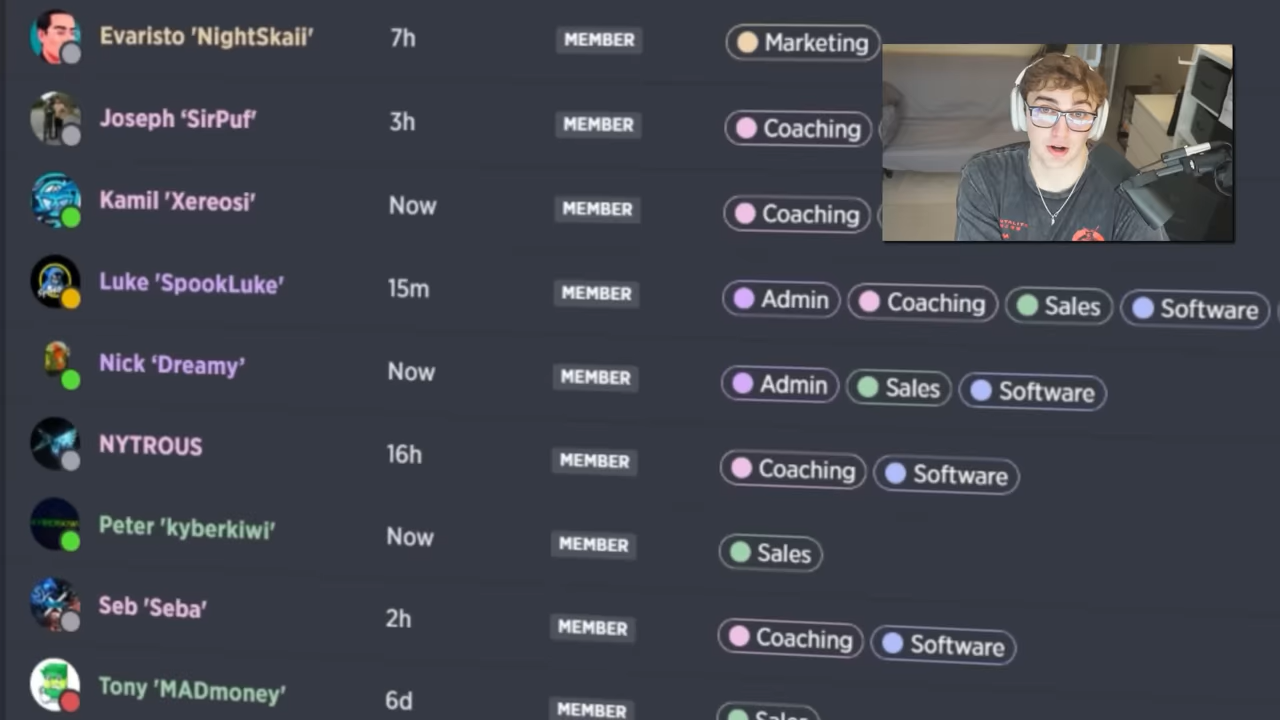 Evaristo 'NightSkaii' 7h MEMBER Marketing
Joseph ‘SirPuf’ 3h MEMBER Coaching
Kamil 'Xereosi' Now MEMBER Coaching
Luke 'SpookLuke' 15m MEMBER Admin Coaching Sales Software
Nick ‘Dreamy’ Now MEMBER Admin Sales Software
NYTROUS 16h MEMBER Coaching Software
Peter 'kyberkiwi' Now MEMBER Sales
Seb 'Seba' 2h MEMBER Coaching Software
Tony 'MADmoney' 6d MEMBER Sales